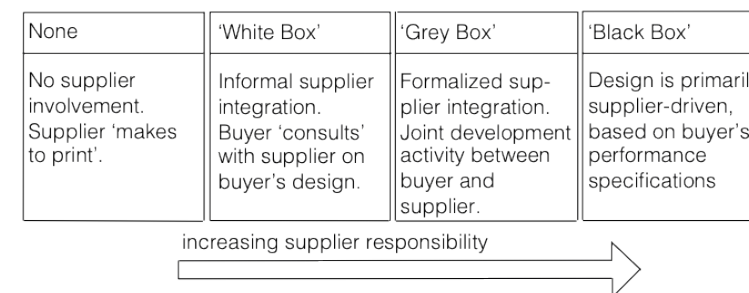 None
'White Box'
'Grey Box'
'Black Box'
No supplier
involvement.
Supplier 'makes
to print'.
Informal supplier
integration.
Buyer 'consults'
with supplier on
buyer's design.
Formalized sup-
plier integration.
Joint development
activity between
buyer and
supplier.
Design is primaril
supplier-driven,
based on buyer's
performance
specifications
increasing supplier responsibility